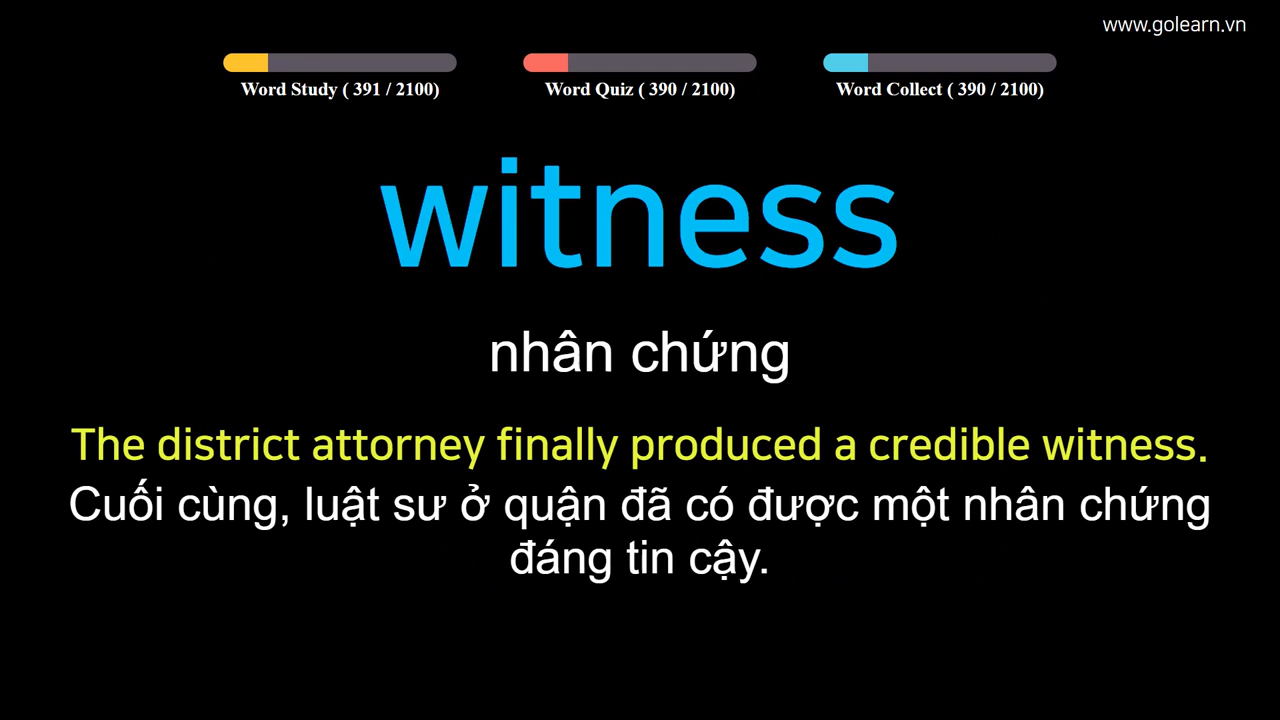 www.golearn.vn
Word Study ( 391 / 2100)
Word Quiz ( 390 / 2100)
Word Collect ( 390 / 2100)
witness
nhân chứng
The district attorney finally produced a credible witness.
Cuối cùng, luật sư ở quận đã có được một nhân chứng
đáng tin cậy.